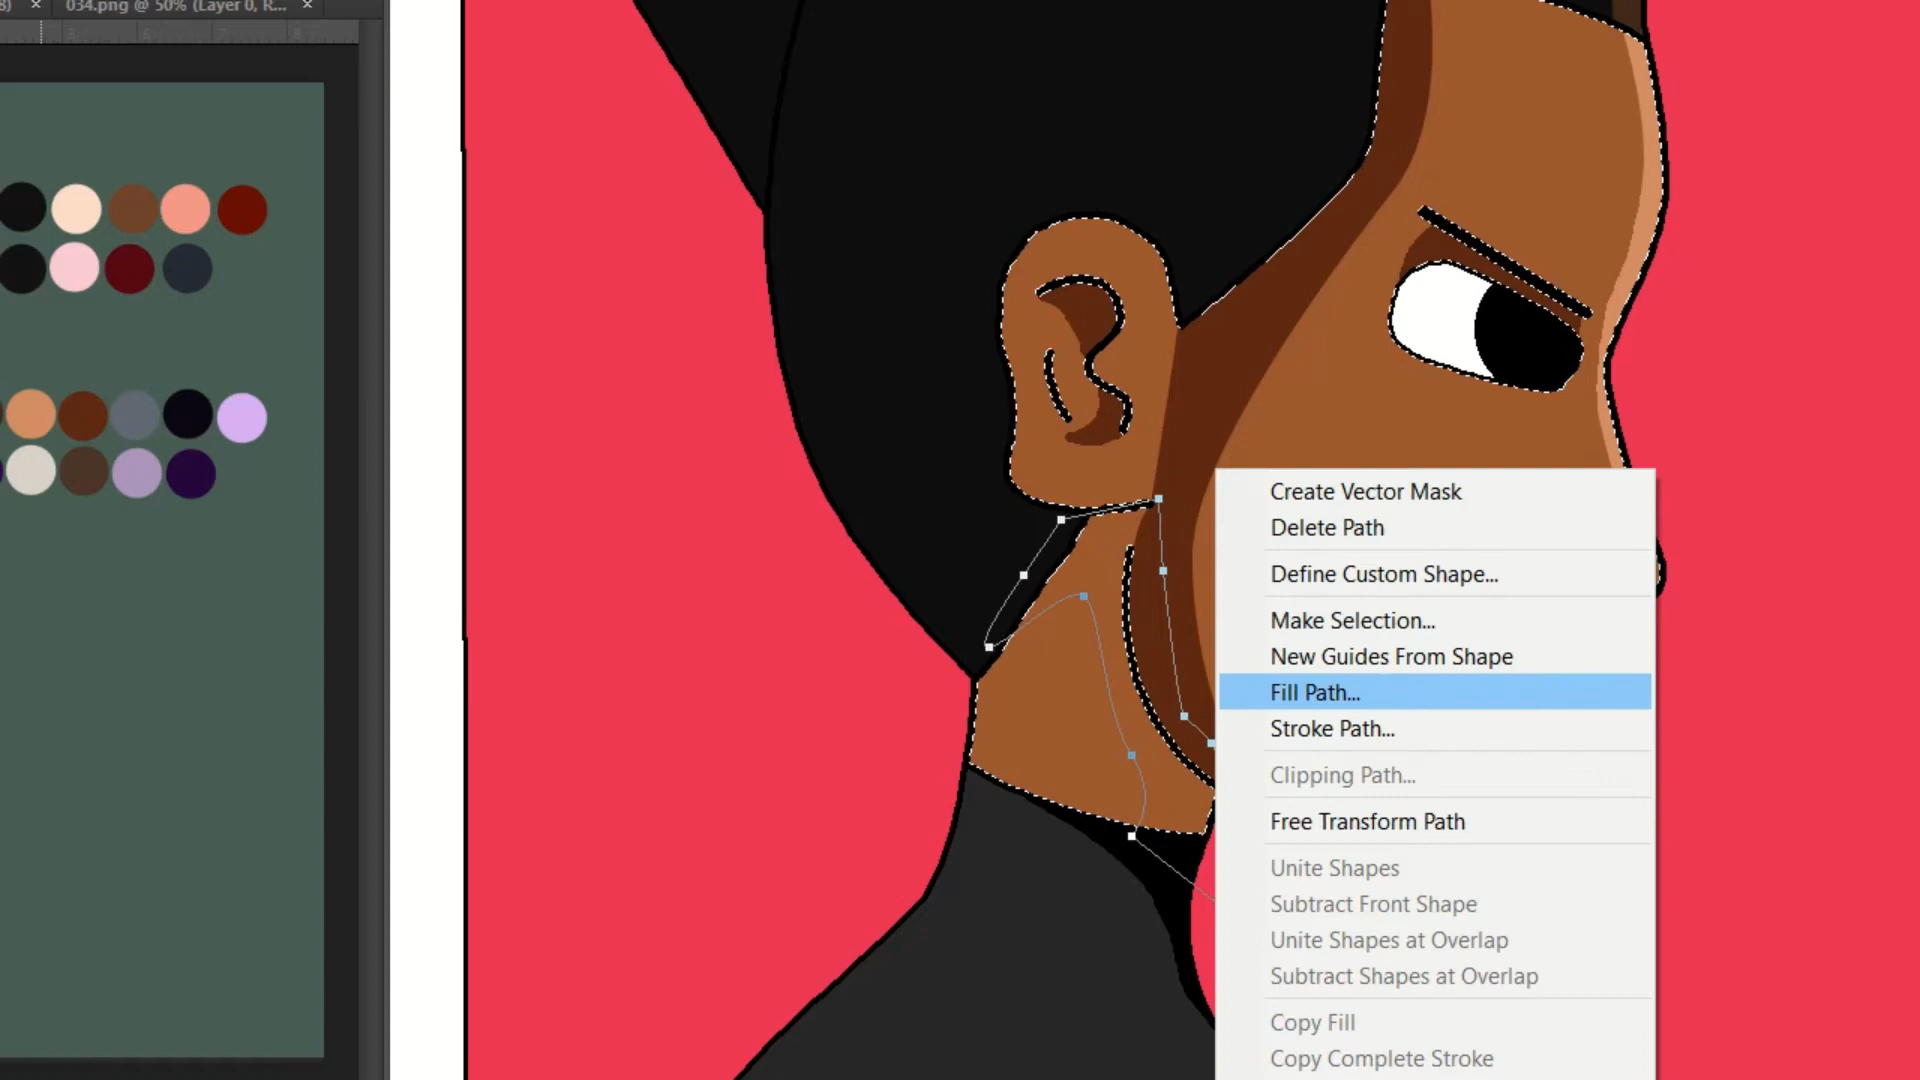 8) × 034.png @ 50% (Layer 0, R... ×
Create Vector Mask
Delete Path
Define Custom Shape...
Make Selection...
New Guides From Shape
Fill Path...
Stroke Path...
Clipping Path...
Free Transform Path
Unite Shapes
Subtract Front Shape
Unite Shapes at Overlap
Subtract Shapes at Overlap
Copy Fill
Copy Complete Stroke